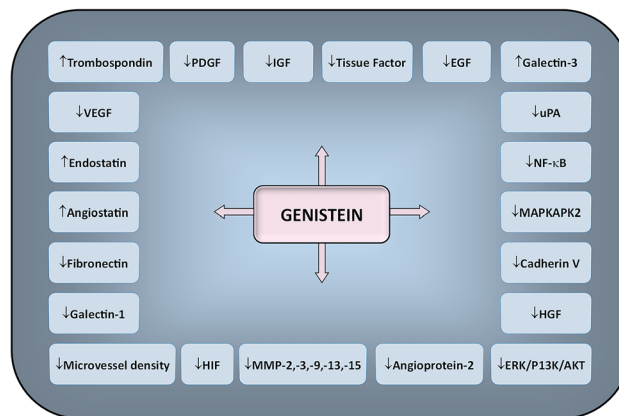 ↑Trombospondin
↓PDGF
↓IGF
↓Tissue Factor
↓EGF
↑Galectin-3
↓VEGF
↓uPA
↑Endostatin
↓NF-κB
↑Angiostatin
GENISTEIN
↓MAPKAPK2
↓Fibronectin
↓Cadherin V
↓Galectin-1
↓HGF
↓Microvessel density
↓HIF
↓MMP-2,-3,-9,-13,-15
↓Angioprotein-2
↓ERK/P13K/AKT